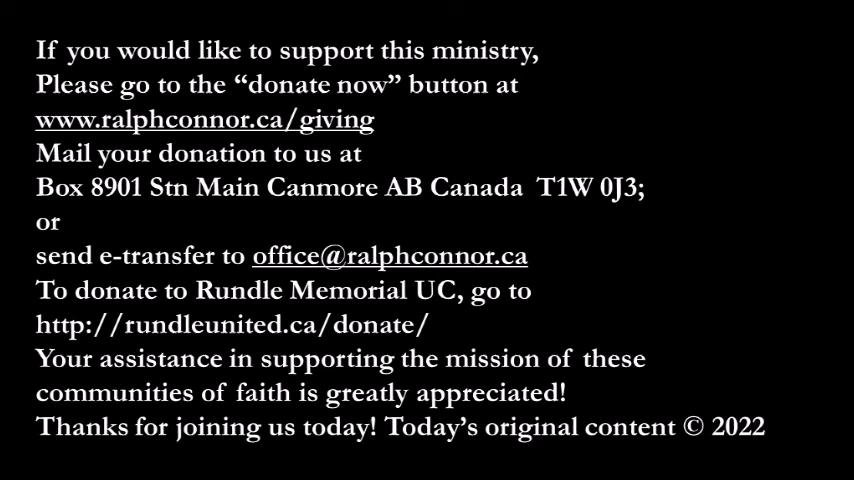 If you would like to support this ministry,
Please go to the “donate now” button at
www.ralphconnor.ca/giving
Mail your donation to us at
Box 8901 Stn Main Canmore AB Canada  T1W 0J3;
or
send e-transfer to office@ralphconnor.ca
To donate to Rundle Memorial UC, go to
http://rundleunited.ca/donate/
Your assistance in supporting the mission of these
communities of faith is greatly appreciated!
Thanks for joining us today! Today’s original content © 2022